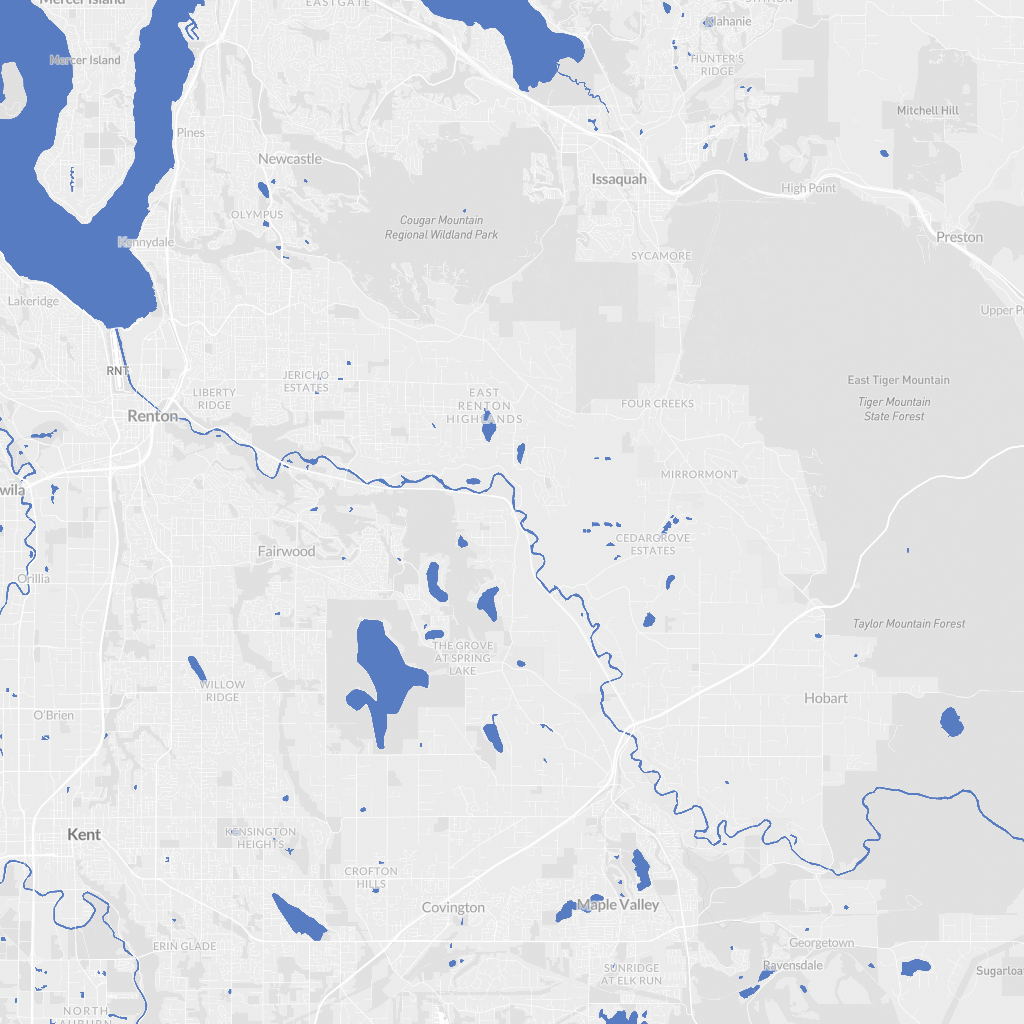 Mercer Island
EASTGATE
Klahanie
Mercer Island
HUNTER'S
RIDGE
Mitchell Hill
Pines
Newcastle
Issaquah
High Point
OLYMPUS
Cougar Mountain
Regional Wildland Park
Kennydale
Preston
SYCAMORE
Lakeridge
Upper Pr
RNT
JERICHO
ESTATES
East Tiger Mountain
LIBERTY
RIDGE
EAST
RENTON
HIGHLANDS
FOUR CREEKS
Tiger Mountain
State Forest
Renton
MIRRORMONT
wila
CEDARGROVE
ESTATES
Fairwood
Orillia
Taylor Mountain Forest
THE GROVE
AT SPRING
LAKE
WILLOW
RIDGE
Hobart
O'Brien
Kent
KENSINGTON
HEIGHTS
CROFTON
HILLS
Covington
Maple Valley
ERIN GLADE
Georgetown
Ravensdale
SUNRIDGE
AT ELK RUN
Sugarloa
NORTH
AUBURN